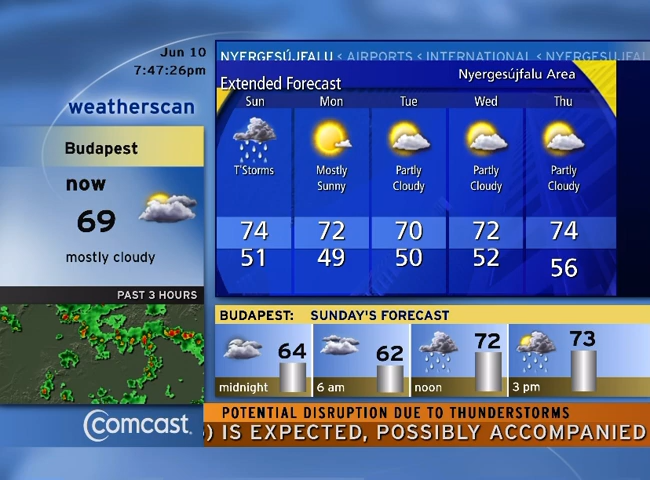 Jun 10
7:47:26pm
weatherscan
Budapest
now
69
mostly cloudy
PAST 3 HOURS
comcast.
NYERGESÚJFALU < AIRPORTS < INTERNATIONAL < NYERGESÚJFALU
Extended Forecast
Nyergesújfalu Area
Sun Mon Tue Wed Thu
T'Storms Mostly Sunny Partly Cloudy Partly Cloudy Partly Cloudy
74 72 70 72 74
51 49 50 52 56
BUDAPEST: SUNDAY'S FORECAST
64 62 72 73
midnight 6 am noon 3 pm
POTENTIAL DISRUPTION DUE TO THUNDERSTORMS
) IS EXPECTED, POSSIBLY ACCOMPANIED